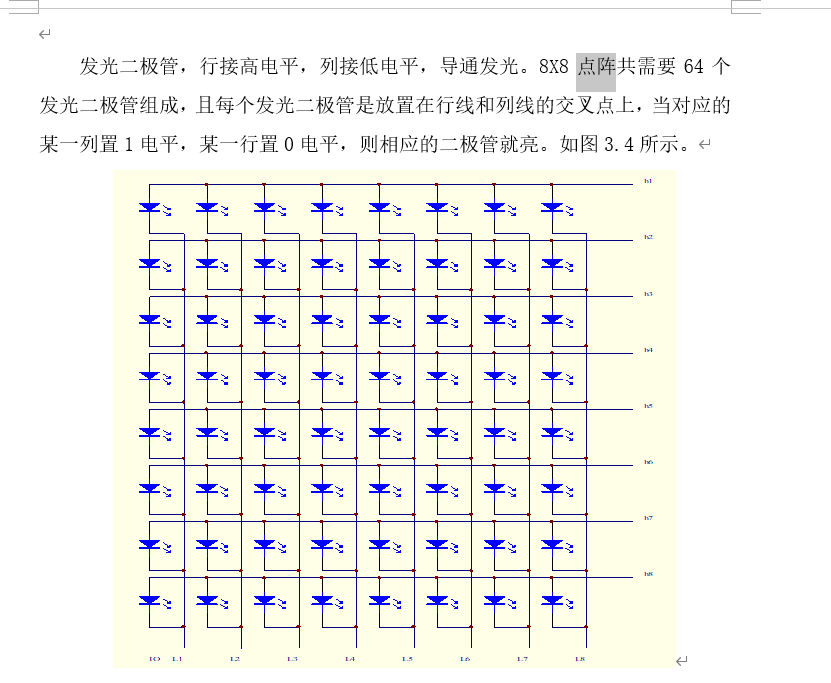 发光二极管，行接高电平，列接低电平，导通发光。8X8 点阵共需要 64 个
发光二极管组成，且每个发光二极管是放置在行线和列线的交叉点上，当对应的
某一列置 1 电平，某一行置 0 电平，则相应的二极管就亮。如图 3.4 所示。
h1
h2
h3
h4
h5
h6
h7
h8
L1 L2 L3 L4 L5 L6 L7 L8